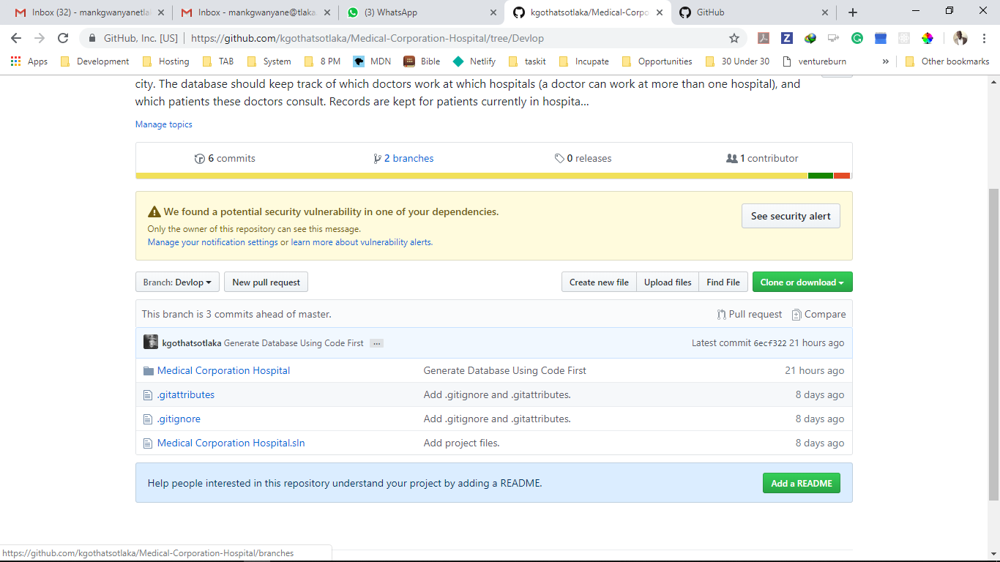 Inbox (32) - mankgwanyanetla
Inbox - mankgwanyane@tlaka.
(3) WhatsApp
kgothatsotlaka/Medical-Corpo
GitHub
GitHub, Inc. [US]
https://github.com/kgothatsotlaka/Medical-Corporation-Hospital/tree/Devlop
Apps
Development
Hosting
TAB
System
8 PM
MDN
Bible
Netlify
taskit
Incupate
Opportunities
30 Under 30
ventureburn
»
Other bookmarks
city. The database should keep track of which doctors work at which hospitals (a doctor can work at more than one hospital), and
which patients these doctors consult. Records are kept for patients currently in hospita...
Manage topics
6 commits
2 branches
0 releases
1 contributor
We found a potential security vulnerability in one of your dependencies.
Only the owner of this repository can see this message.
Manage your notification settings or learn more about vulnerability alerts.
See security alert
Branch: Devlop
New pull request
Create new file
Upload files
Find File
Clone or download
This branch is 3 commits ahead of master.
Pull request
Compare
kgothatsotlaka Generate Database Using Code First ...
Latest commit 6ecf322 21 hours ago
Medical Corporation Hospital
Generate Database Using Code First
21 hours ago
.gitattributes
Add .gitignore and .gitattributes.
8 days ago
.gitignore
Add .gitignore and .gitattributes.
8 days ago
Medical Corporation Hospital.sln
Add project files.
8 days ago
Help people interested in this repository understand your project by adding a README.
Add a README
https://github.com/kgothatsotlaka/Medical-Corporation-Hospital/branches